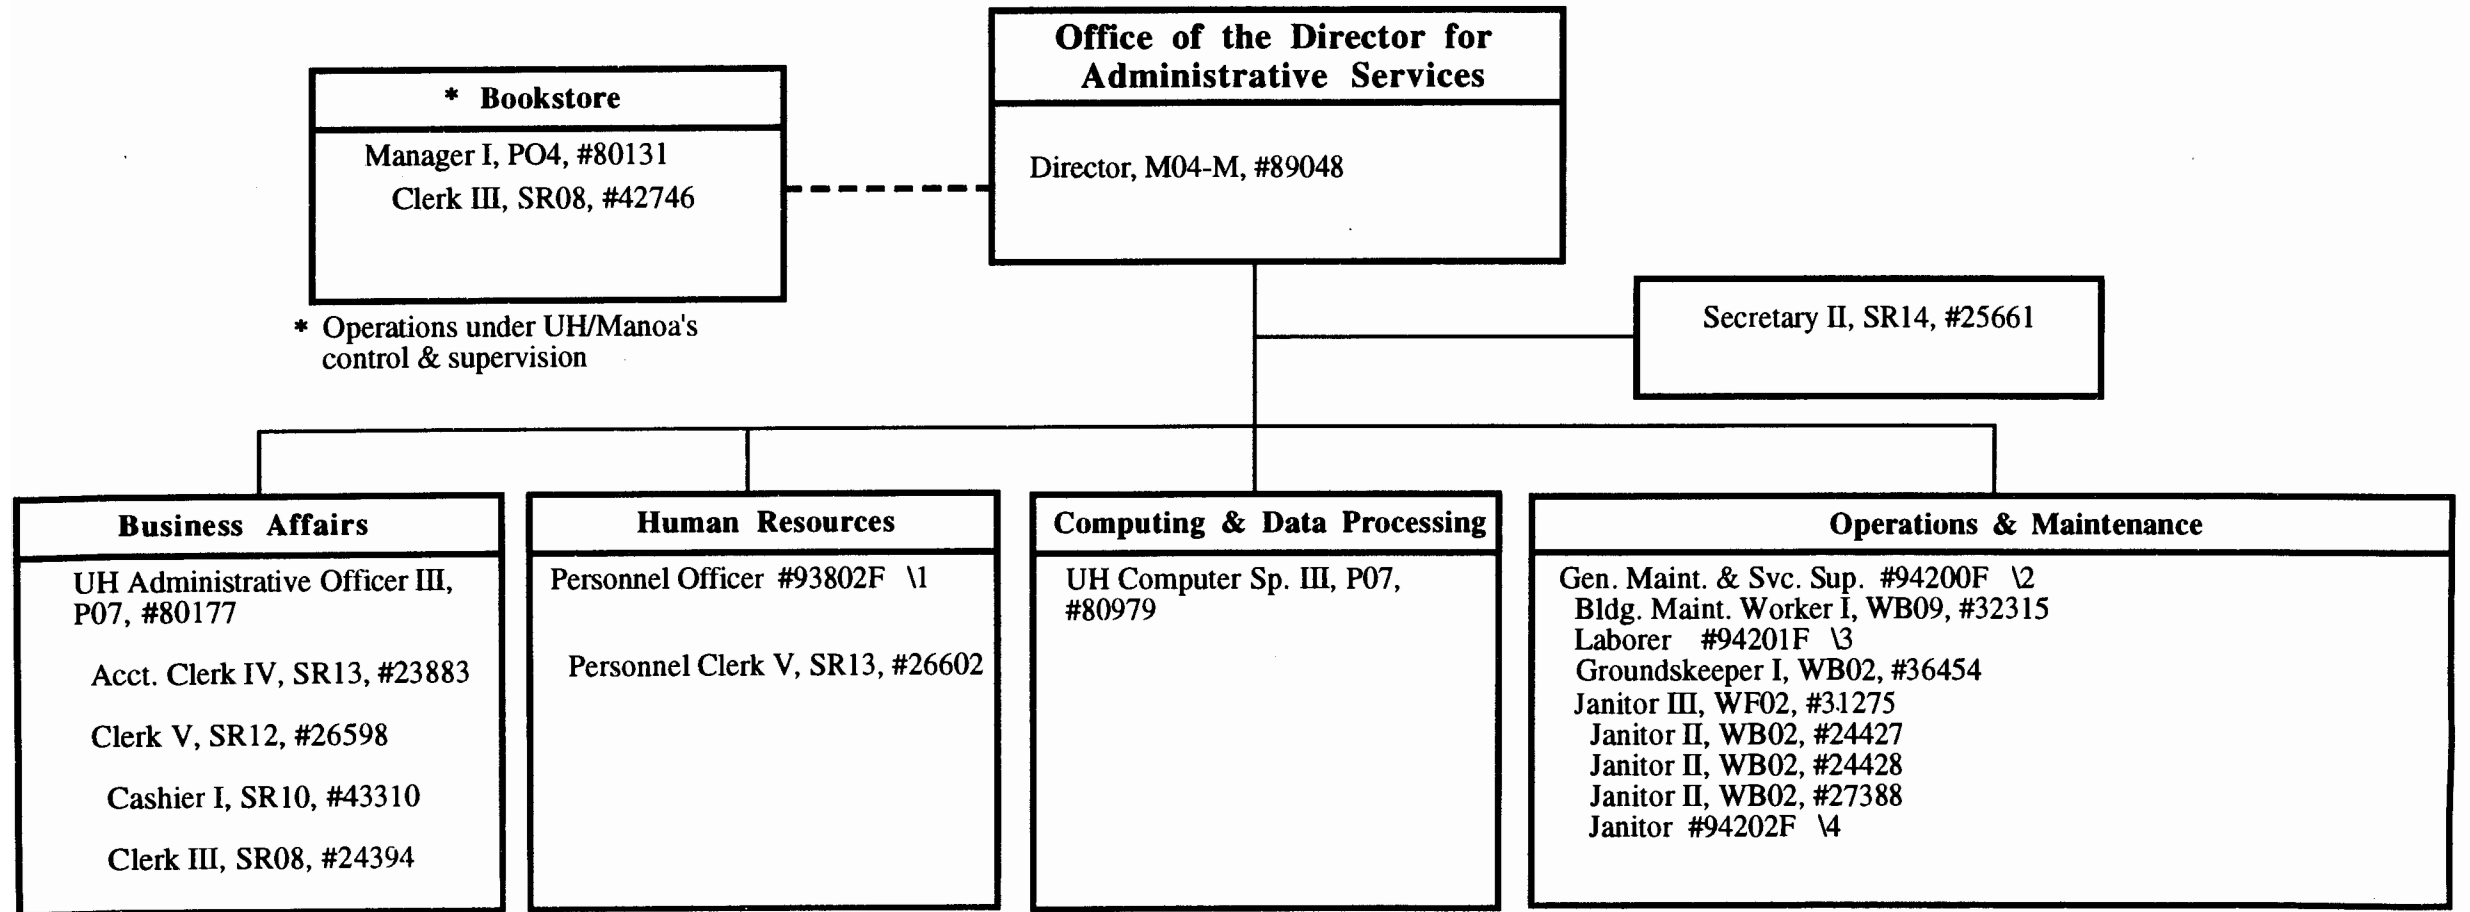 Office of the Director for
Administrative Services
Director, M04-M, #89048
* Bookstore
Manager I, PO4, #80131
Clerk III, SR08, #42746
* Operations under UH/Manoa's
control & supervision
Secretary II, SR14, #25661
Business Affairs
UH Administrative Officer III,
P07, #80177
Acct. Clerk IV, SR13, #23883
Clerk V, SR12, #26598
Cashier I, SR10, #43310
Clerk III, SR08, #24394
Human Resources
Personnel Officer #93802F \1
Personnel Clerk V, SR13, #26602
Computing & Data Processing
UH Computer Sp. III, P07,
#80979
Operations & Maintenance
Gen. Maint. & Svc. Sup. #94200F \2
Bldg. Maint. Worker I, WB09, #32315
Laborer #94201F \3
Groundskeeper I, WB02, #36454
Janitor III, WF02, #31275
Janitor II, WB02, #24427
Janitor II, WB02, #24428
Janitor II, WB02, #27388
Janitor #94202F \4